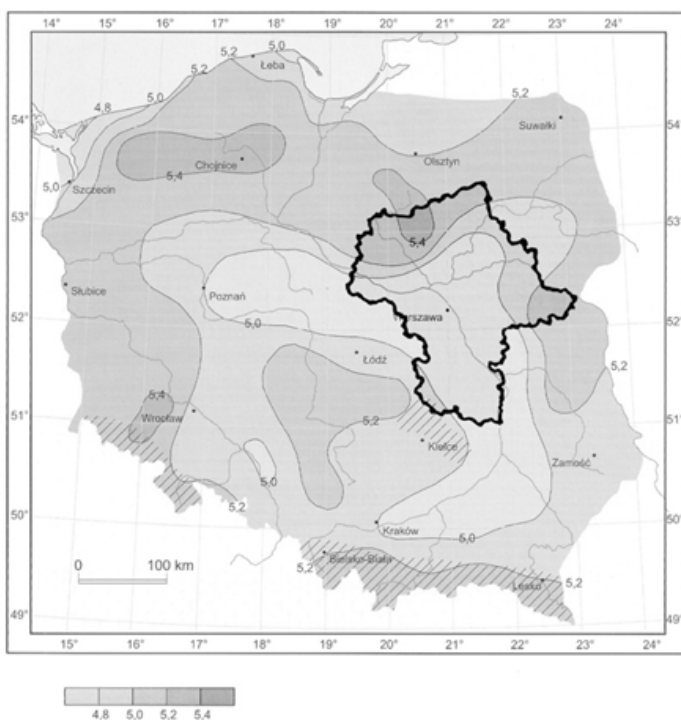 14° 15° 16° 17° 18° 19° 20° 21° 22° 23° 24°
5,2 5,0
Łeba
5,2
5,0
4,8
5,2
54° 54°
Suwałki
Chojnice
Olsztyn
5,4
5,0
Szczecin
53° 53°
5,4
Słubice
Poznań
52° 52°
Warszawa
5,0
Łódź
5,2
5,4
51° 51°
Wrocław
5,2
Kielce
Zamość
5,0
5,2
50° 50°
Kraków
5,0
0 100 km
5,2
Bielsko-Biała
Lesko
5,2
49° 49°
15° 16° 17° 18° 19° 20° 21° 22° 23° 24°
4,8 5,0 5,2 5,4